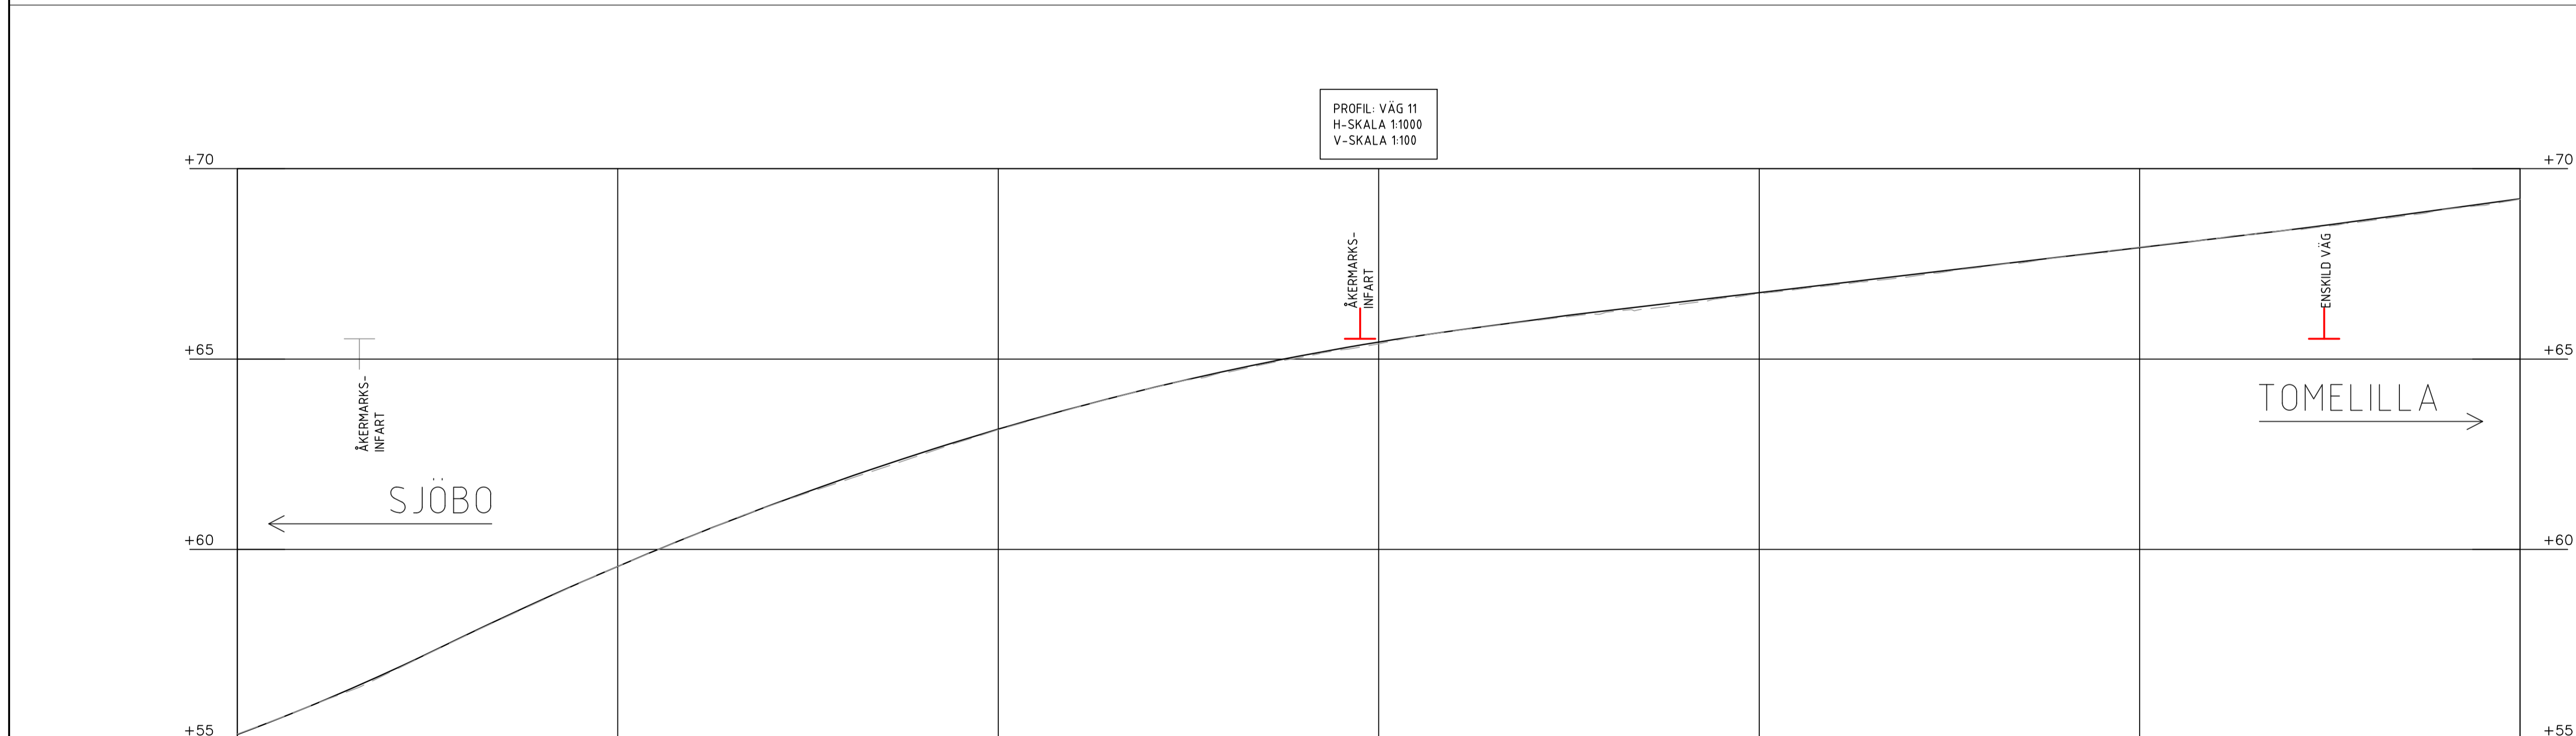 PROFIL: VÄG 11
H-SKALA 1:1000
V-SKALA 1:100
+70
+70
ÅKERMARKS-
INFART
ENSKILD VÄG
+65
+65
ÅKERMARKS-
INFART
TOMELILLA
SJÖBO
+60
+60
+55
+55